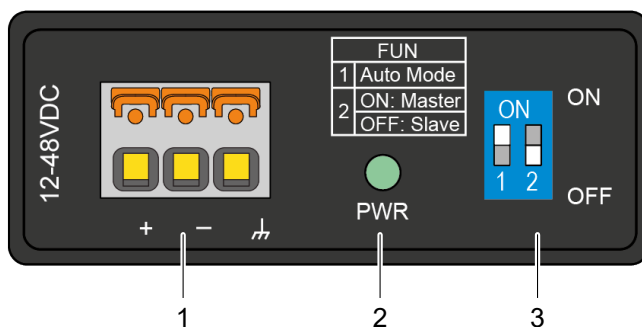 12-48VDC
FUN
1 Auto Mode
2 ON: Master
OFF: Slave
PWR
ON
1 2
ON
OFF
+ −
1 2 3